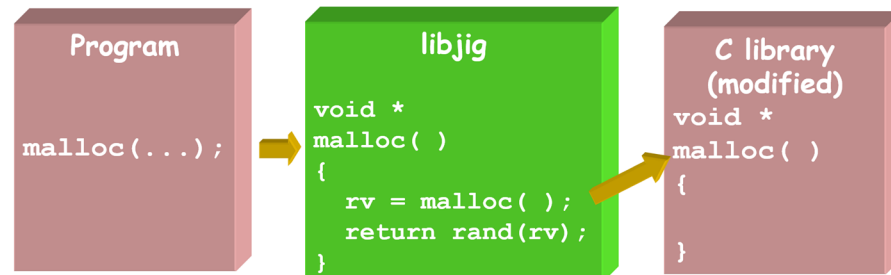 Program
malloc(...);
libjig
void *
malloc( )
{
rv = malloc( );
return rand(rv);
}
C library
(modified)
void *
malloc( )
{
}